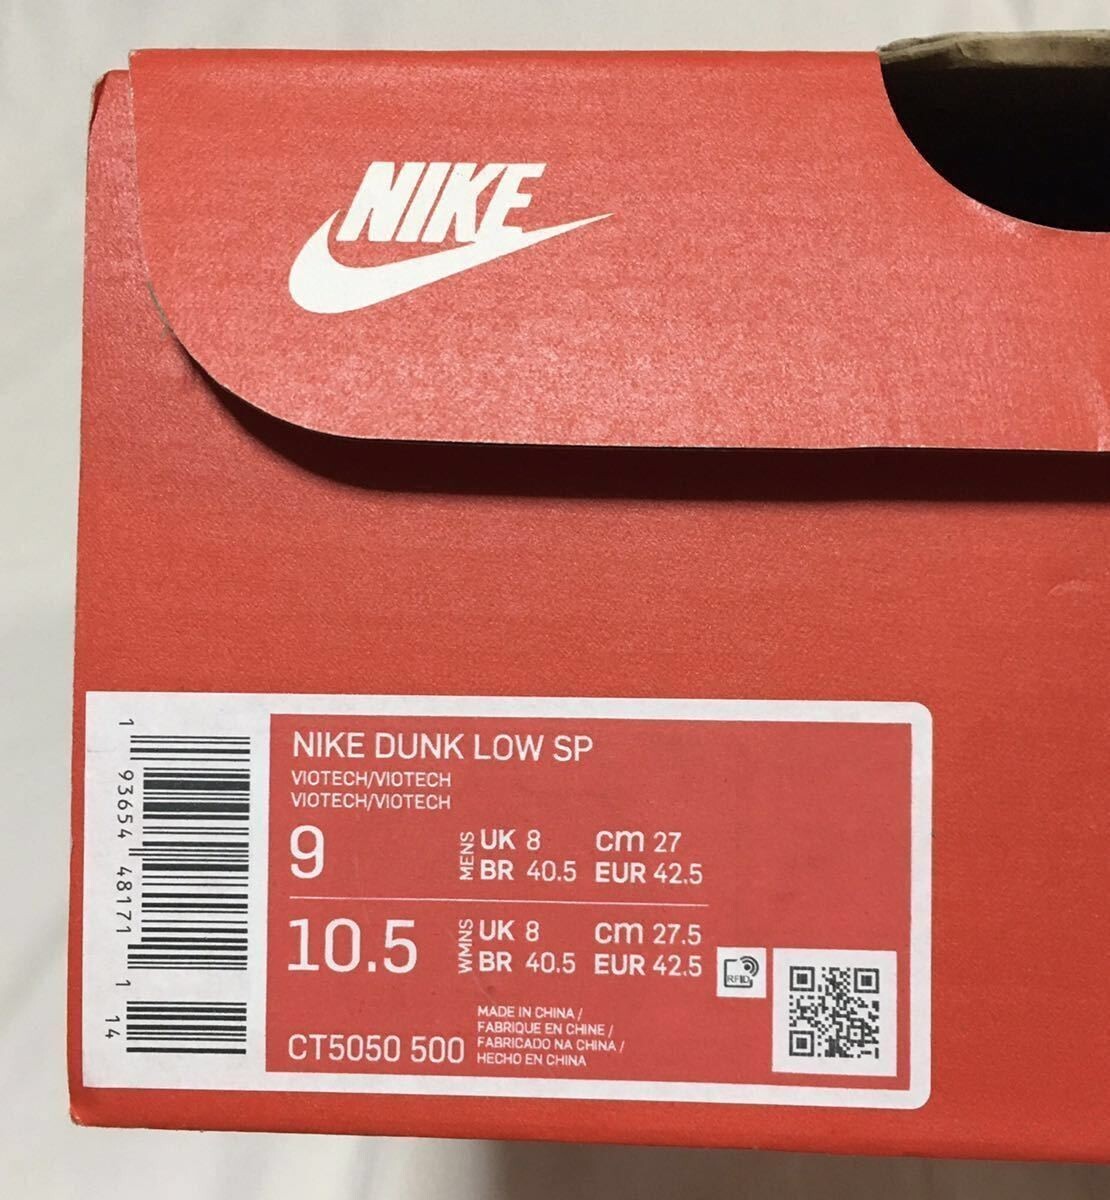 NIKE
NIKE DUNK LOW SP
VIOTECH/VIOTECH
VIOTECH/VIOTECH
9 MENS UK 8 cm 27
BR 40.5 EUR 42.5
10.5 WMNS UK 8 cm 27.5
BR 40.5 EUR 42.5
RFID
CT5050 500
MADE IN CHINA /
FABRIQUE EN CHINE /
FABRICADO NA CHINA /
HECHO EN CHINA
1 93654 48171 1 14